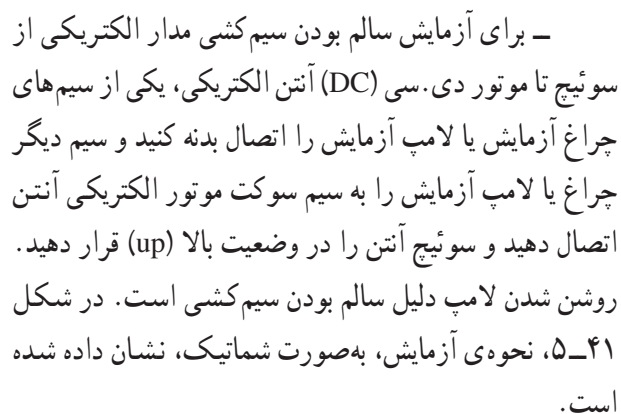 ــ برای آزمایش سالم بودن سیم‌کشی مدار الکتریکی از
سوئیچ تا موتور دی.سی (DC) آنتن الکتریکی، یکی از سیم‌های
چراغ آزمایش یا لامپ آزمایش را اتصال بدنه کنید و سیم دیگر
چراغ یا لامپ آزمایش را به سیم سوکت موتور الکتریکی آنتن
اتصال دهید و سوئیچ آنتن را در وضعیت بالا (up) قرار دهید.
روشن شدن لامپ دلیل سالم بودن سیم‌کشی است. در شکل
۴۱ــ۵، نحوه‌ی آزمایش، به‌صورت شماتیک، نشان داده شده
است.